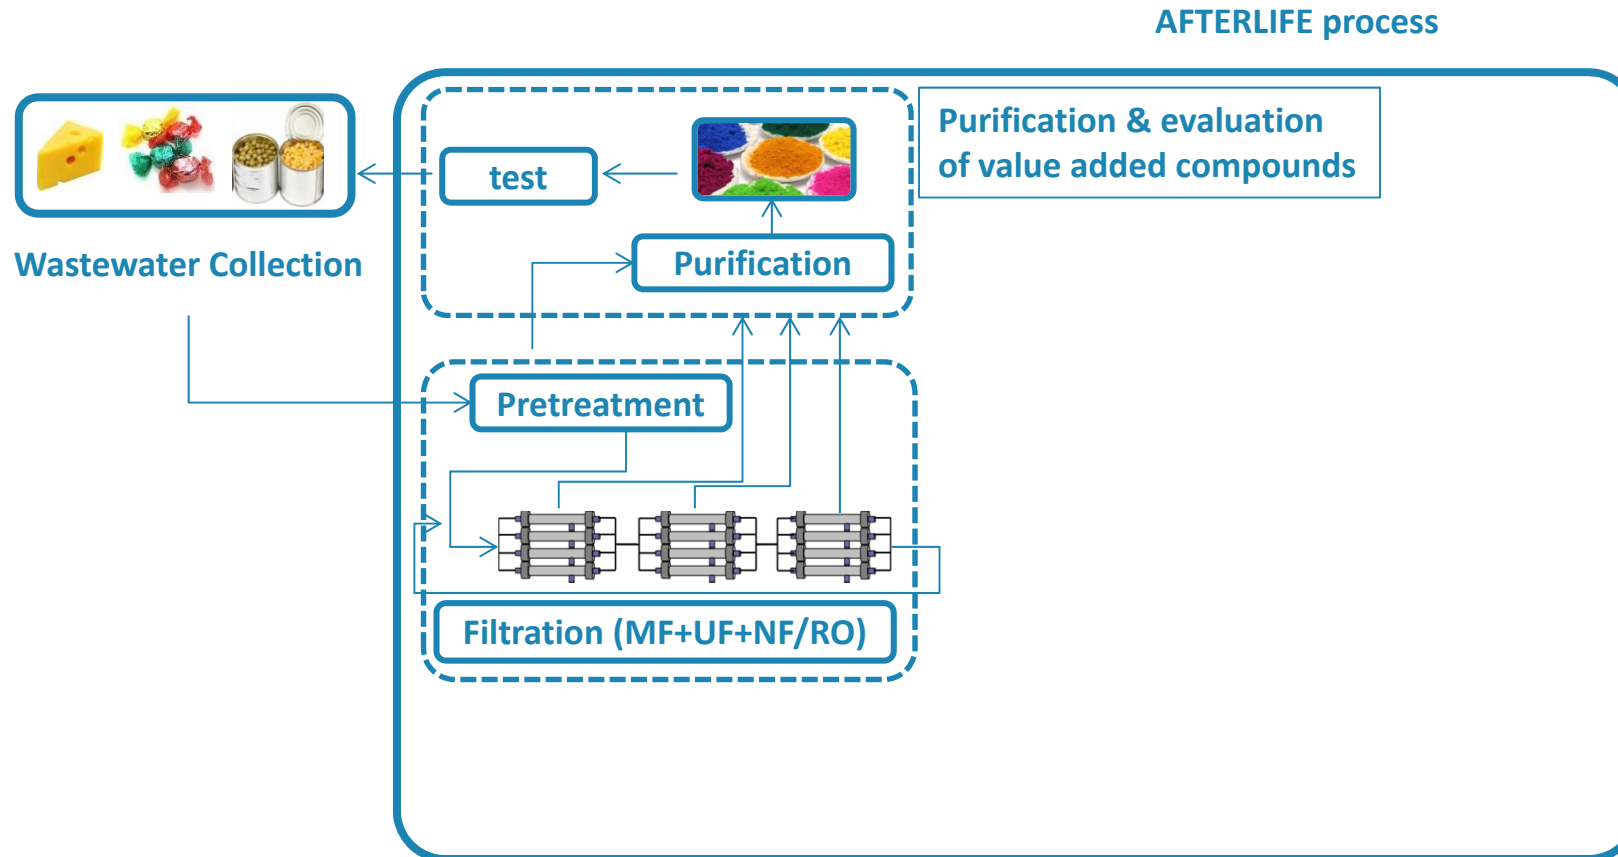 AFTERLIFE process
Purification & evaluation
of value added compounds
test
Wastewater Collection
Purification
Pretreatment
Filtration (MF+UF+NF/RO)